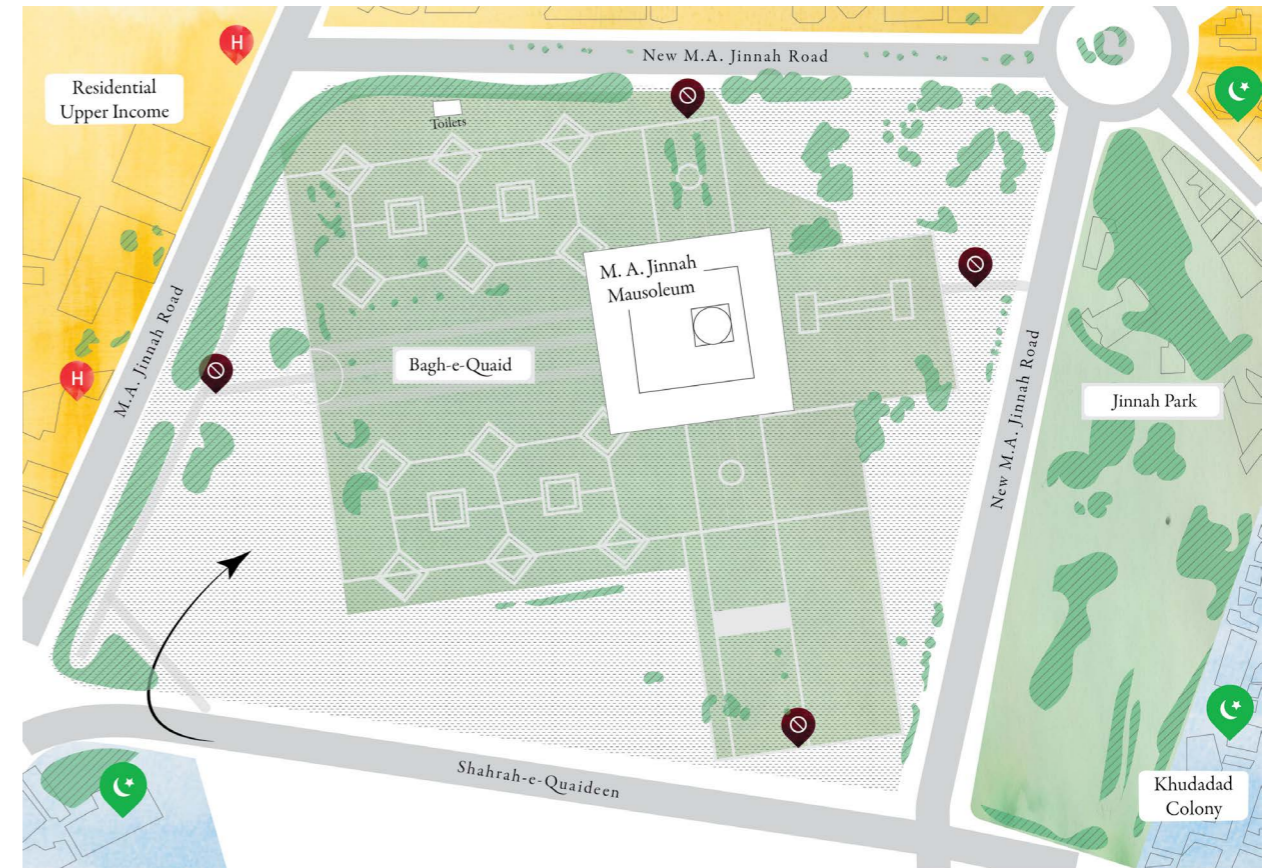 New M.A. Jinnah Road
H
Residential
Upper Income
Toilets
M. A. Jinnah
Mausoleum
M.A. Jinnah Road
Bagh-e-Quaid
H
New M.A. Jinnah Road
Jinnah Park
Shahrah-e-Quaideen
Khudadad
Colony